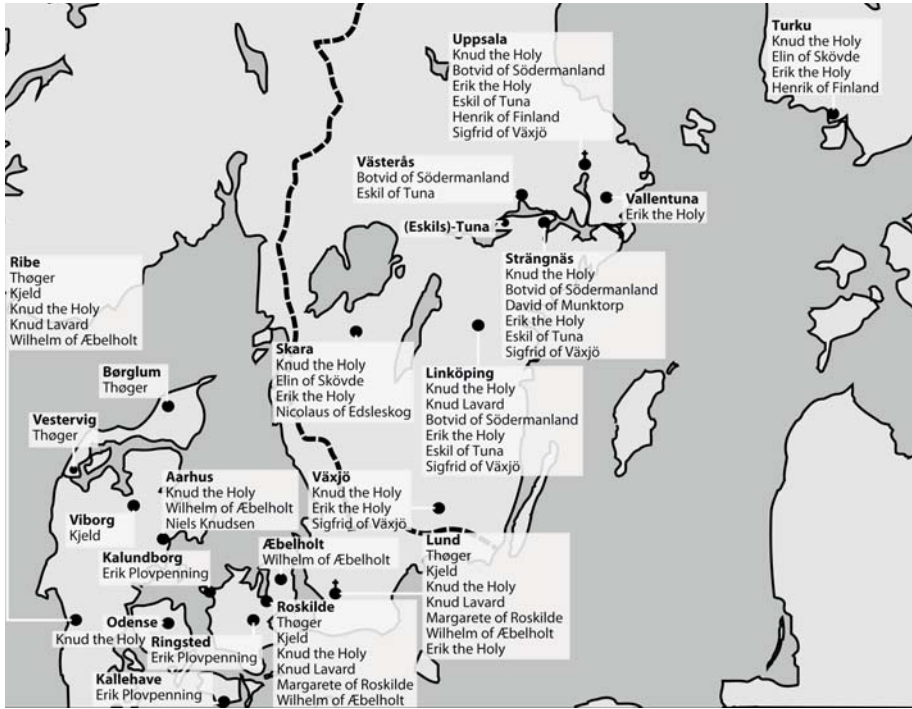 Uppsala
Knud the Holy
Botvid of Södermanland
Erik the Holy
Eskil of Tuna
Henrik of Finland
Sigfrid of Växjö
Turku
Knud the Holy
Elin of Skövde
Erik the Holy
Henrik of Finland
Västerås
Botvid of Södermanland
Eskil of Tuna
Vallentuna
Erik the Holy
(Eskils)-Tuna
Strängnäs
Knud the Holy
Botvid of Södermanland
David of Munktorp
Erik the Holy
Eskil of Tuna
Sigfrid of Växjö
Ribe
Thøger
Kjeld
Knud the Holy
Knud Lavard
Wilhelm of Æbelholt
Skara
Knud the Holy
Elin of Skövde
Erik the Holy
Nicolaus of Edsleskog
Linköping
Knud the Holy
Knud Lavard
Botvid of Södermanland
Erik the Holy
Eskil of Tuna
Sigfrid of Växjö
Børglum
Thøger
Vestervig
Thøger
Aarhus
Knud the Holy
Wilhelm of Æbelholt
Niels Knudsen
Växjö
Knud the Holy
Erik the Holy
Sigfrid of Växjö
Viborg
Kjeld
Kalundborg
Erik Plovpenning
Æbelholt
Wilhelm of Æbelholt
Lund
Thøger
Kjeld
Knud the Holy
Knud Lavard
Margarete of Roskilde
Wilhelm of Æbelholt
Erik the Holy
Odense
Knud the Holy
Ringsted
Erik Plovpenning
Roskilde
Thøger
Kjeld
Knud the Holy
Knud Lavard
Margarete of Roskilde
Wilhelm of Æbelholt
Kallehave
Erik Plovpenning